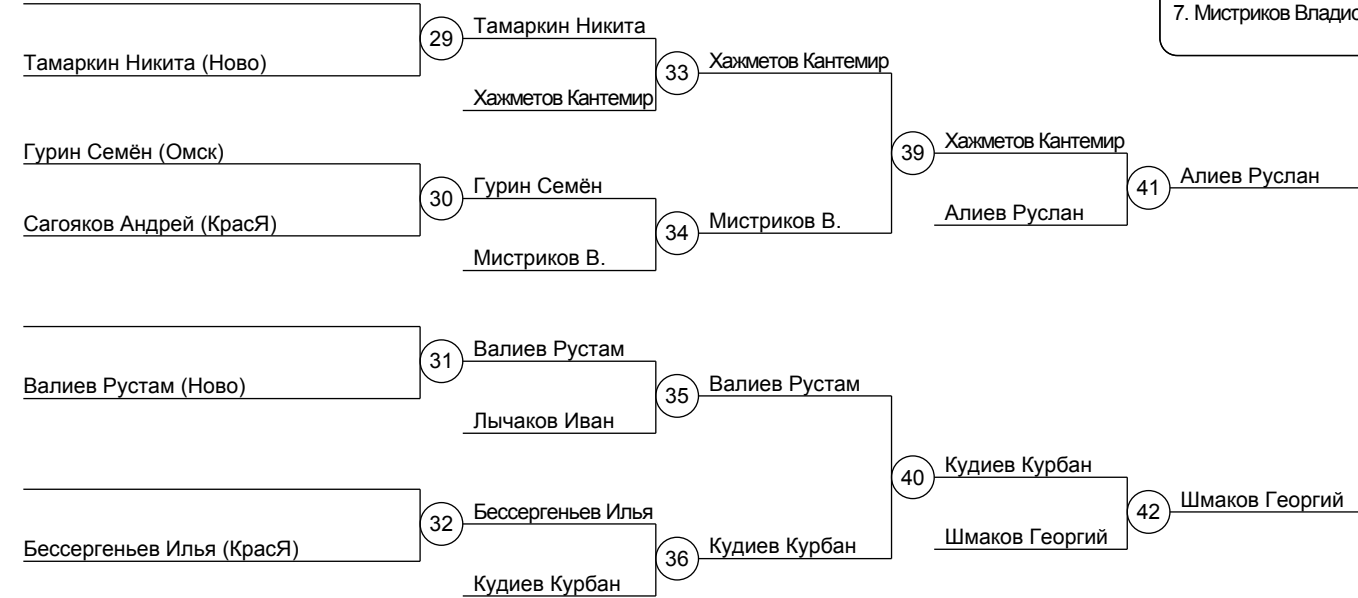 7. Мистриков
Тамаркин Никита
29
Тамаркин Никита (Ново)
Хажметов Кантемир
33
Хажметов Кантемир
Хажметов Кантемир
39
Гурин Семён (Омск)
Алиев Руслан
41
Гурин Семён
30
Алиев Руслан
Сагояков Андрей (КрасЯ)
Мистриков В.
34
Мистриков В.
Валиев Рустам
31
Валиев Рустам (Ново)
Валиев Рустам
35
Лычаков Иван
Кудиев Курбан
40
Шмаков Георгий
42
Бессергеньев Илья
32
Шмаков Георгий
Бессергеньев Илья (КрасЯ)
Кудиев Курбан
36
Кудиев Курбан